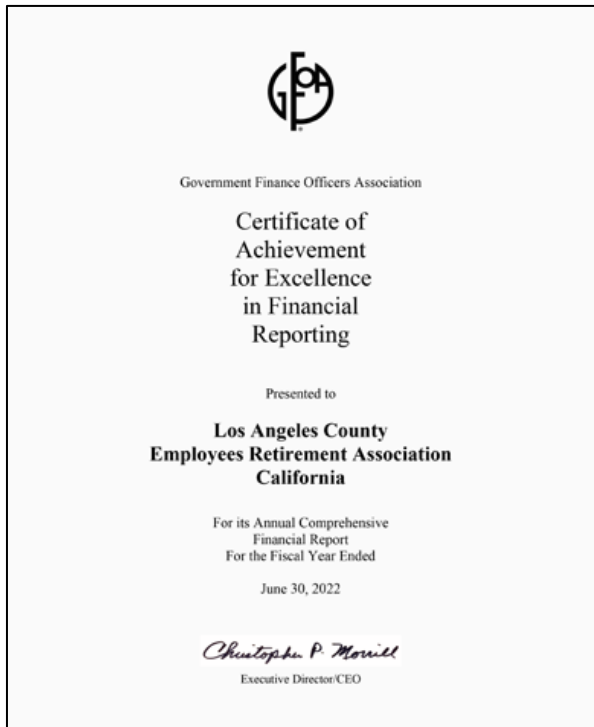 GFOA
Government Finance Officers Association
Certificate of
Achievement
for Excellence
in Financial
Reporting
Presented to
Los Angeles County
Employees Retirement Association
California
For its Annual Comprehensive
Financial Report
For the Fiscal Year Ended
June 30, 2022
Christopher P. Morrill
Executive Director/CEO